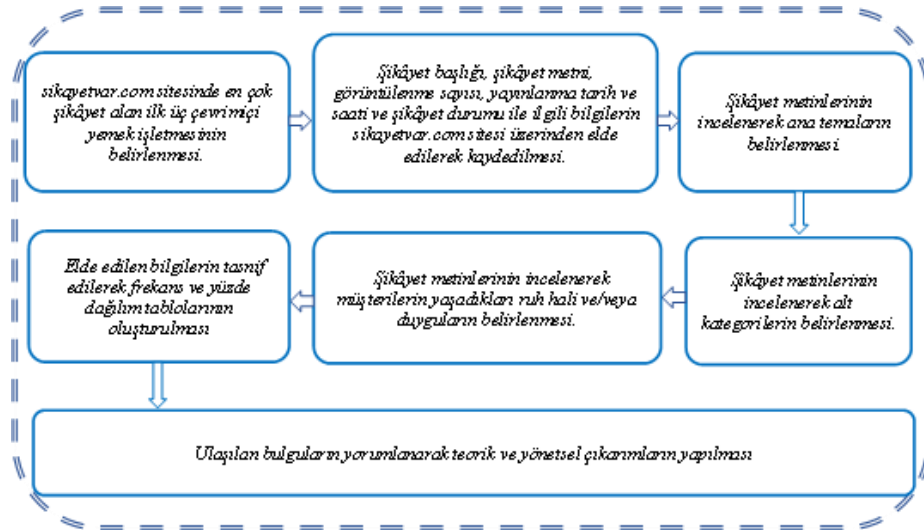 sikayetvar.com sitesinde en çok
şikâyet alan ilk üç çevrimiçi
yemek işletmesinin
belirlenmesi.
Şikâyet başlığı, şikâyet metni,
görüntülenme sayısı, yayınlanma tarih ve
saati ve şikâyet durumu ile ilgili bilgilerin
sikayetvar.com sitesi üzerinden elde
edilerek kaydedilmesi.
Şikâyet metinlerinin
incelenerek ana temaların
belirlenmesi.
Şikâyet metinlerinin
incelenerek alt
kategorilerin belirlenmesi.
Şikâyet metinlerinin incelenerek
müşterilerin yaşadıkları ruh hali ve/veya
duyguların belirlenmesi.
Elde edilen bilgilerin tasnif
edilerek frekans ve yüzde
dağılım tablolarının
oluşturulması
Ulaşılan bulguların yorumlanarak teorik ve yönetsel çıkarımların yapılması